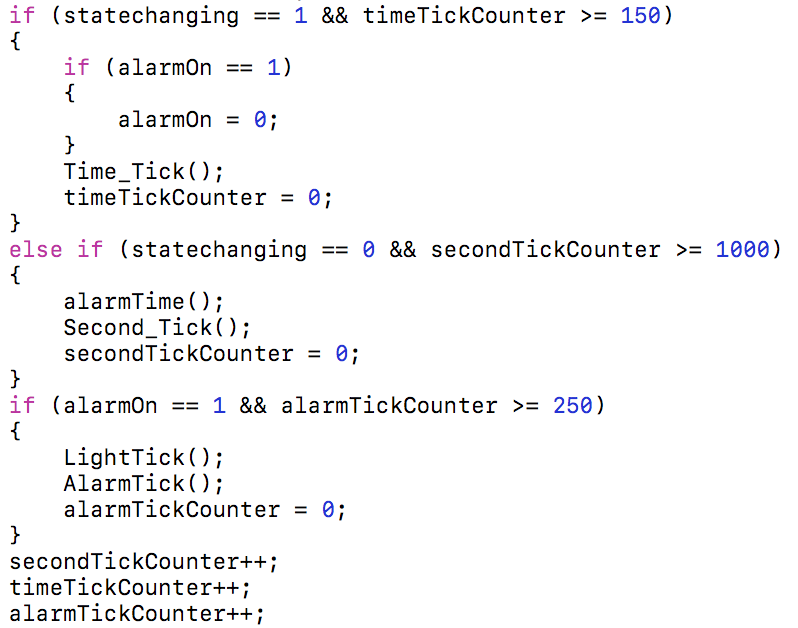 if (statechanging == 1 && timeTickCounter >= 150)
{
    if (alarmOn == 1)
    {
        alarmOn = 0;
    }
    Time_Tick();
    timeTickCounter = 0;
}
else if (statechanging == 0 && secondTickCounter >= 1000)
{
    alarmTime();
    Second_Tick();
    secondTickCounter = 0;
}
if (alarmOn == 1 && alarmTickCounter >= 250)
{
    LightTick();
    AlarmTick();
    alarmTickCounter = 0;
}
secondTickCounter++;
timeTickCounter++;
alarmTickCounter++;